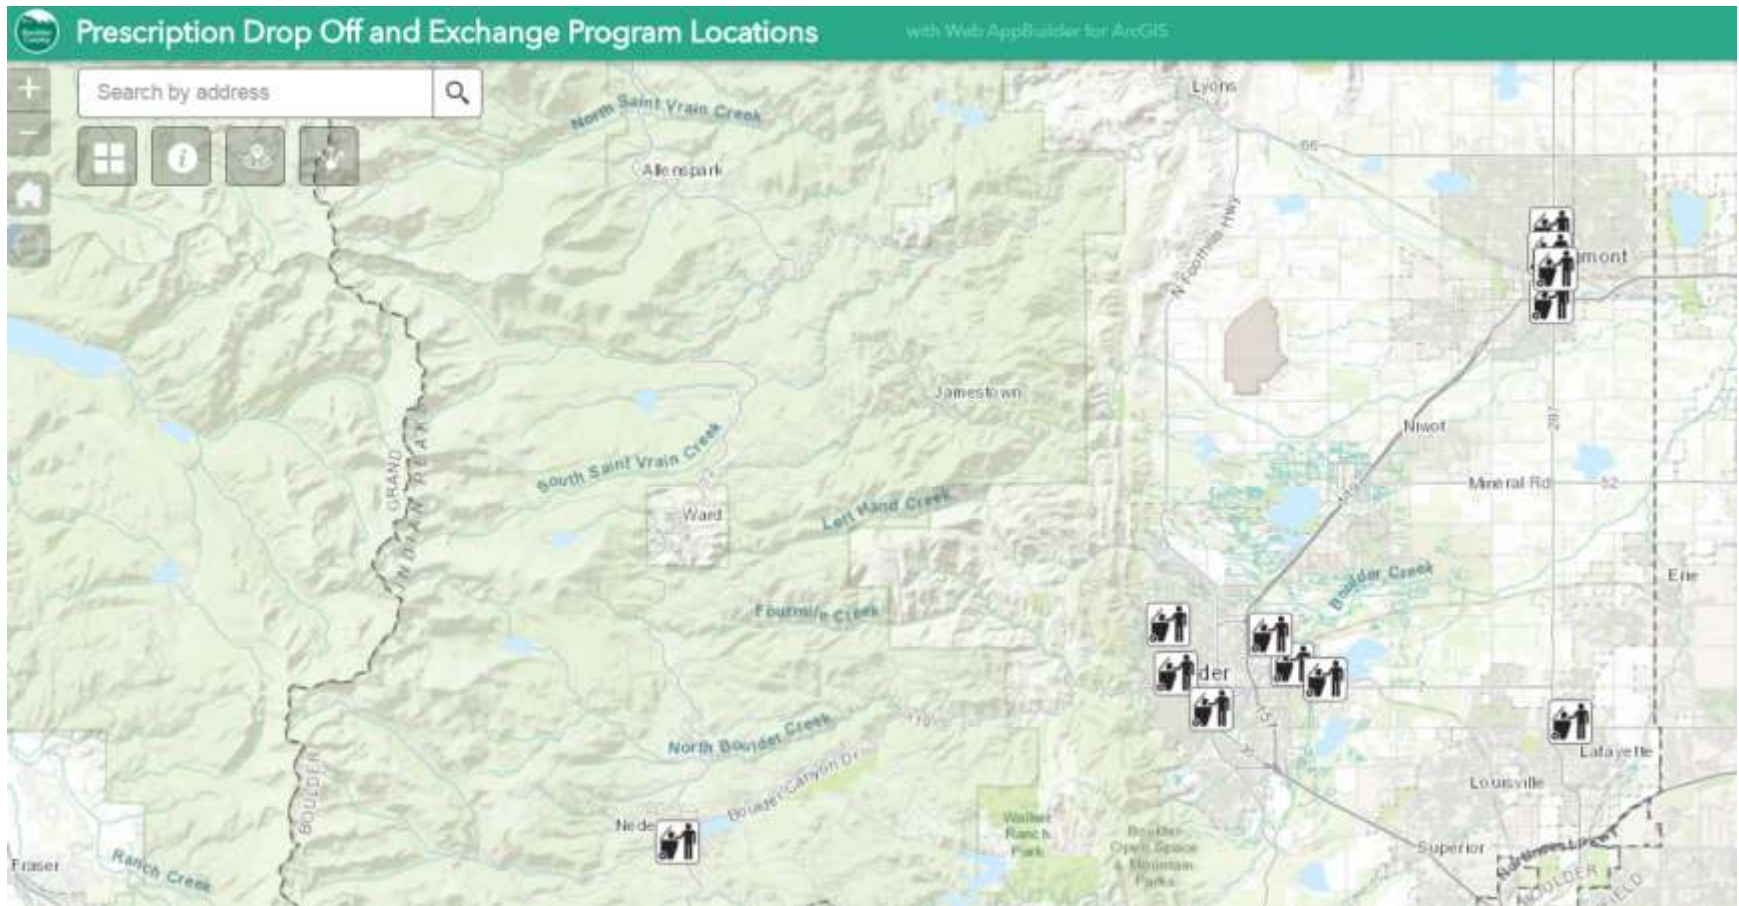 Prescription Drop Off and Exchange Program Locations
with Web AppBuilder for ArcGIS
Search by address
Lyons
North Saint Vrain Creek
66
Allenspark
N Foothills Hwy
mont
Jamestown
Niwot
287
GRAND
INDIAN PEAKS
South Saint Vrain Creek
72
Mineral Rd
52
Ward
Left Hand Creek
Boulder Creek
Erie
Fourmile Creek
der
119
157
North Boulder Creek
Lafayette
BOULDER
Boulder Canyon Dr
Louisville
Nede
Walker
Ranch
Park
Boulder
Open Space
& Mountain
Parks
Superior
Fraser
Ranch Creek
BOULDER